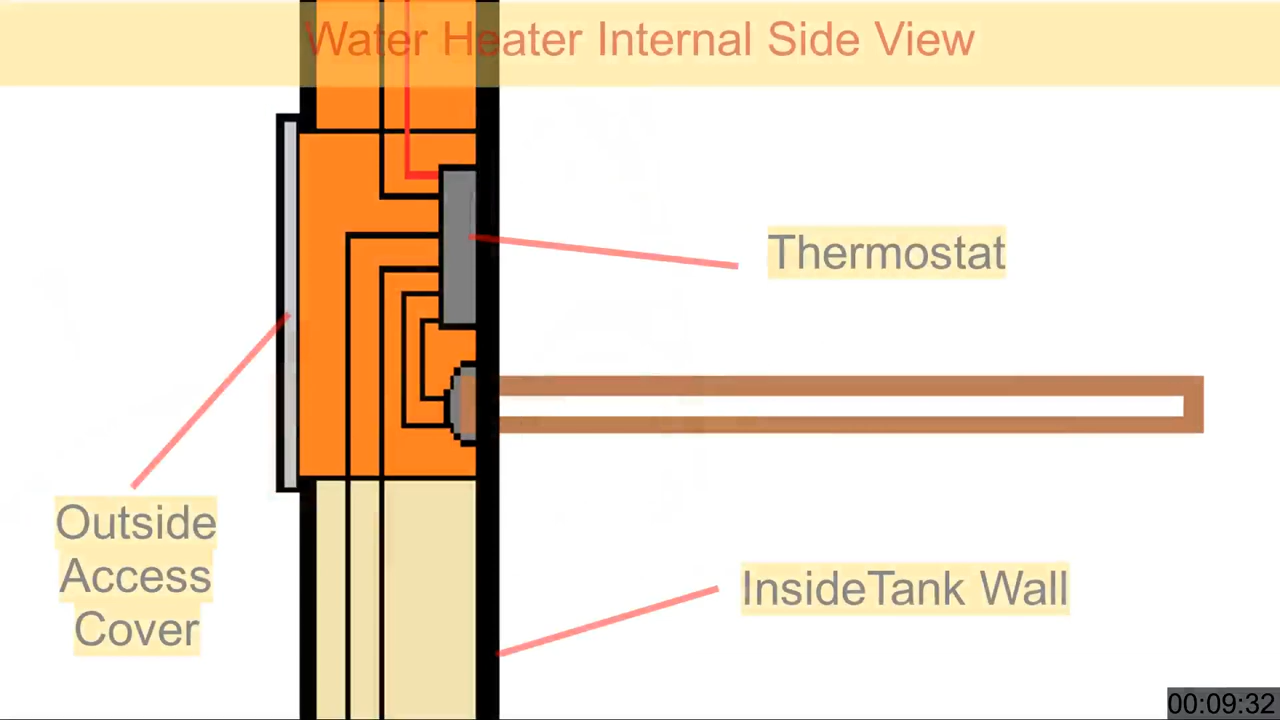 Water Heater Internal Side View
Thermostat
Outside
Access
Cover
InsideTank Wall
00:09:32